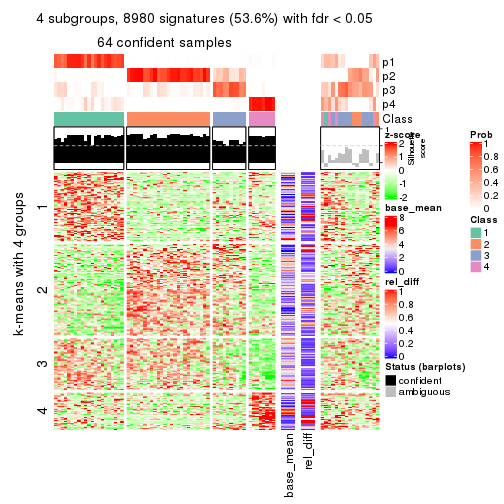 4 subgroups, 8980 signatures (53.6%) with fdr < 0.05
64 confident samples
p1
p2
p3
p4
Class
1
Silhouette
score
z-score
2
1
0
-1
-2
base_mean
8
6
4
2
0
rel_diff
1
0.8
0.6
0.4
0.2
0
Status (barplots)
confident
ambiguous
Prob
1
0.8
0.6
0.4
0.2
0
Class
1
2
3
4
k-means with 4 groups
1
2
3
4
base_mean
rel_diff